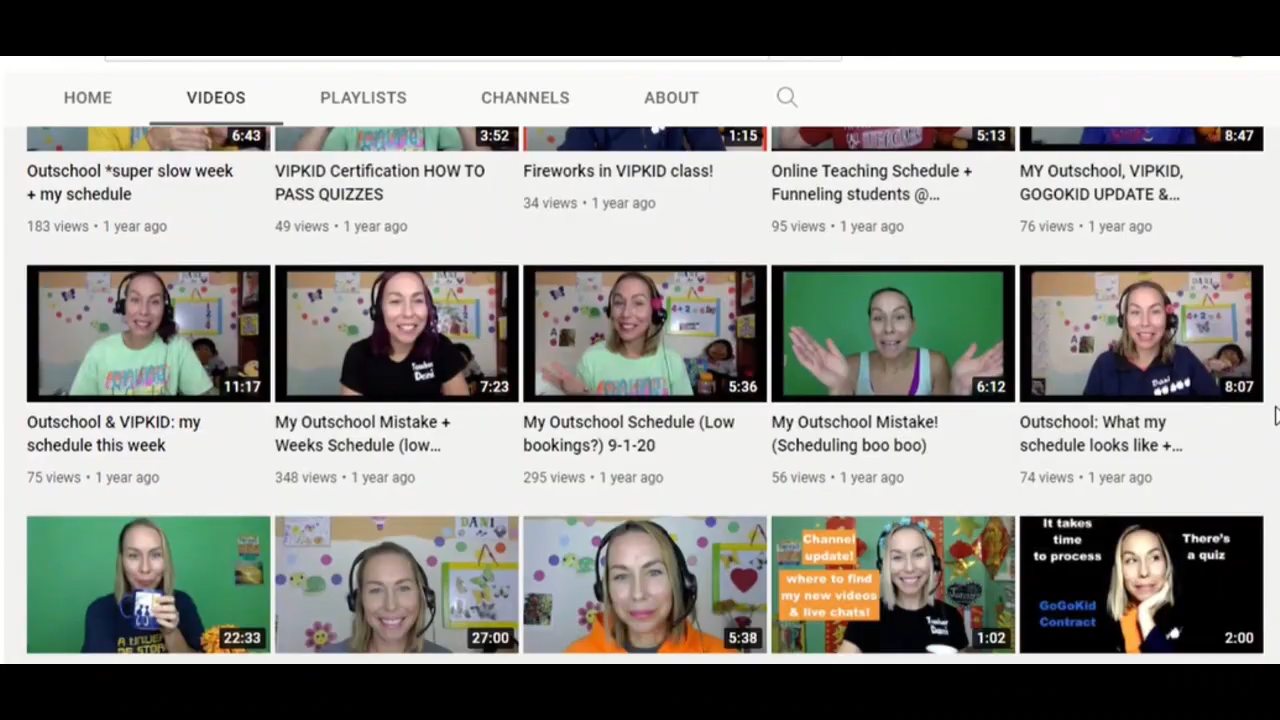 HOME VIDEOS PLAYLISTS CHANNELS ABOUT
6:43 3:52 1:15 5:13 8:47
Outschool *super slow week
+ my schedule
183 views • 1 year ago
VIPKID Certification HOW TO
PASS QUIZZES
49 views • 1 year ago
Fireworks in VIPKID class!
34 views • 1 year ago
Online Teaching Schedule +
Funneling students @...
95 views • 1 year ago
MY Outschool, VIPKID,
GOGOKID UPDATE &...
76 views • 1 year ago
11:17
Outschool & VIPKID: my
schedule this week
75 views • 1 year ago
Teacher
Dani
7:23
My Outschool Mistake +
Weeks Schedule (low...
348 views • 1 year ago
5:36
My Outschool Schedule (Low
bookings?) 9-1-20
295 views • 1 year ago
6:12
My Outschool Mistake!
(Scheduling boo boo)
56 views • 1 year ago
Dani
8:07
Outschool: What my
schedule looks like +...
74 views • 1 year ago
22:33
DANI
27:00
5:38
Channel
update!
where to find
my new videos
& live chats!
Teacher
Dani
1:02
It takes
time
to process
There's
a quiz
GoGoKid
Contract
2:00